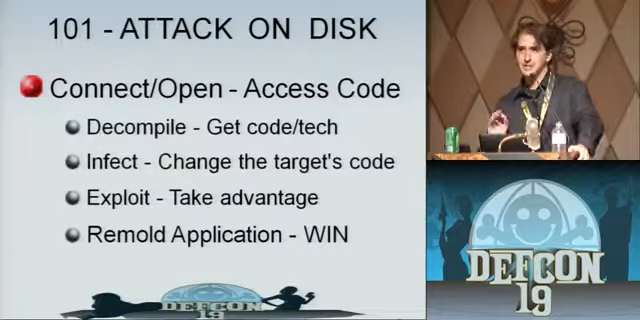 101 - ATTACK ON DISK
Connect/Open - Access Code
Decompile - Get code/tech
Infect - Change the target's code
Exploit - Take advantage
Remold Application - WIN
DEFCON
19
DEFCON
19